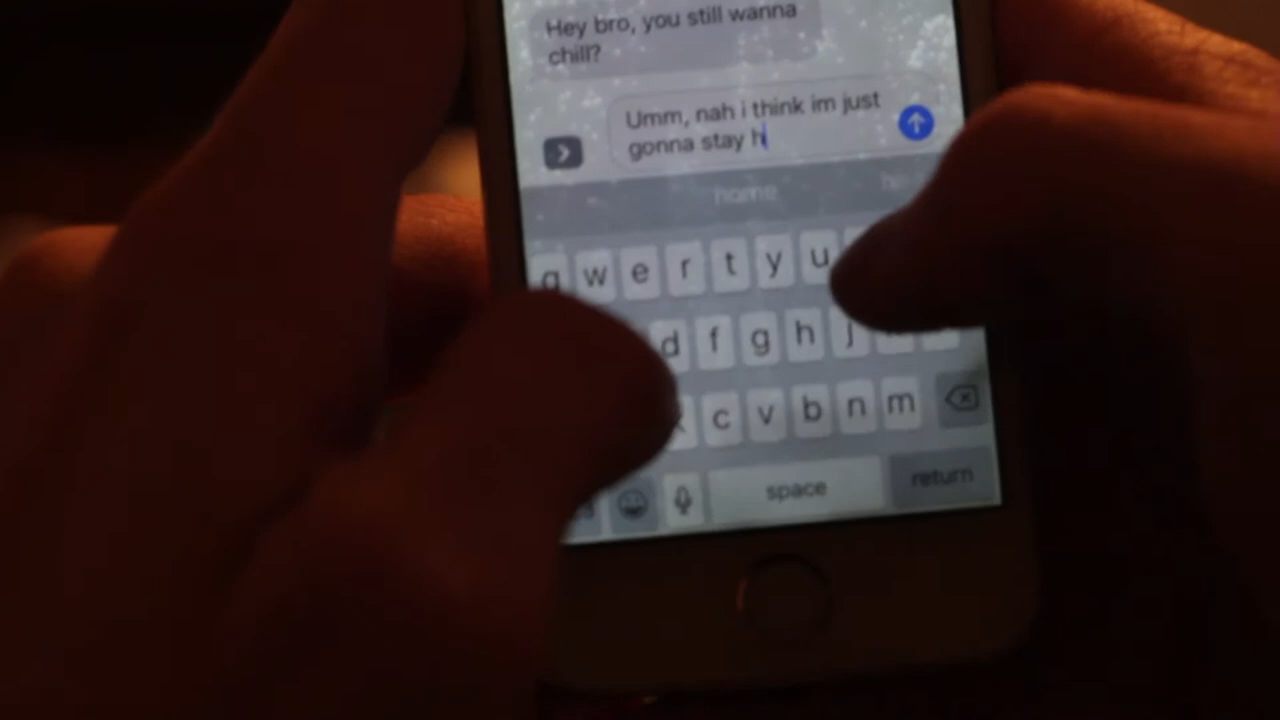 Hey bro, you still wanna
chill?
Umm, nah i think im just
gonna stay h
home
q w e r t y u
d f g h j
c v b n m
space return